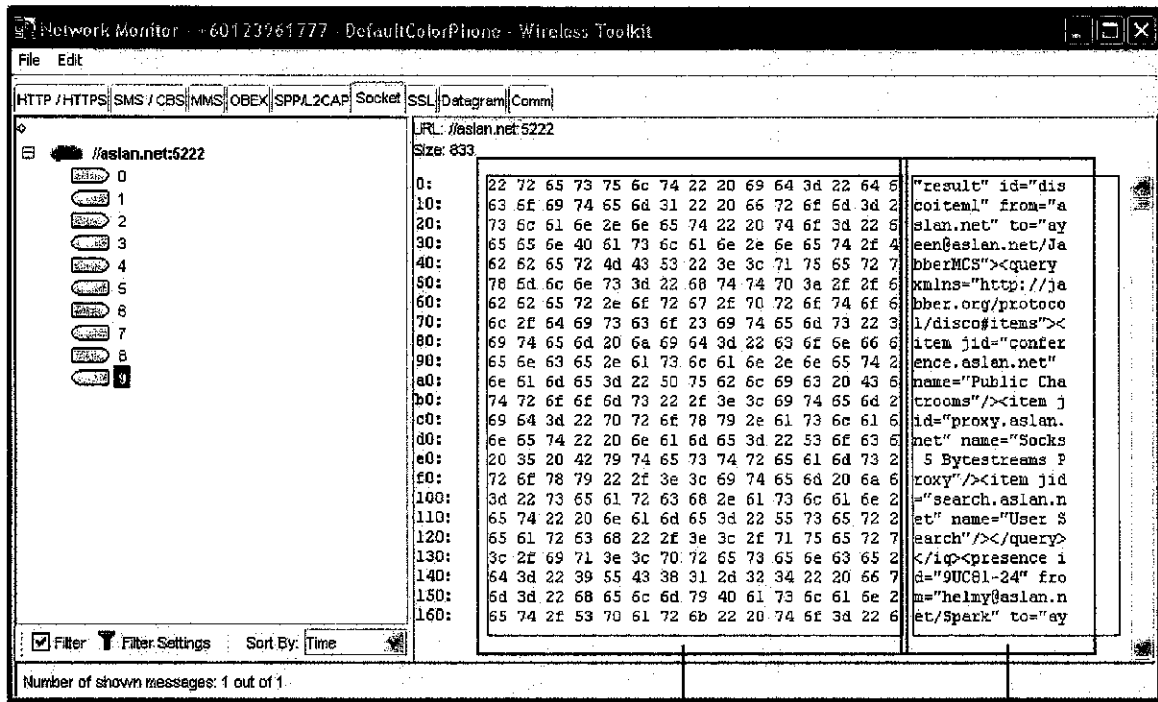 Network Monitor - +60123961777 - DefaultColorPhone - Wireless Toolkit
File Edit
HTTP / HTTPS SMS / CBS MMS OBEX SPP/L2CAP Socket SSL Datagram Comm
//aslan.net:5222
0
1
2
3
4
5
6
7
8
9
Filter Filter Settings Sort By: Time
Number of shown messages: 1 out of 1
URL: //aslan.net:5222
Size: 833
0: 22 72 65 73 75 6c 74 22 20 69 64 3d 22 64 6 "result" id="dis
10: 63 6f 69 74 65 6d 31 22 20 66 72 6f 6d 3d 2 coitem1" from="a
20: 73 6c 61 6e 2e 6e 65 74 22 20 74 6f 3d 22 6 slan.net" to="ay
30: 65 65 6e 40 61 73 6c 61 6e 2e 6e 65 74 2f 4 een@aslan.net/Ja
40: 62 62 65 72 4d 43 53 22 3e 3c 71 75 65 72 7 bberMCS"><query
50: 78 6d 6c 6e 73 3d 22 68 74 74 70 3a 2f 2f 6 xmlns="http://ja
60: 62 62 65 72 2e 6f 72 67 2f 70 72 6f 74 6f 6 bber.org/protoco
70: 6c 2f 64 69 73 63 6f 23 69 74 65 6d 73 22 3 l/disco#items"><
80: 69 74 65 6d 20 6a 69 64 3d 22 63 6f 6e 66 6 item jid="confer
90: 65 6e 63 65 2e 61 73 6c 61 6e 2e 6e 65 74 2 ence.aslan.net"
a0: 6e 61 6d 65 3d 22 50 75 62 6c 69 63 20 43 6 name="Public Cha
b0: 74 72 6f 6f 6d 73 22 2f 3e 3c 69 74 65 6d 2 trooms"/><item j
c0: 69 64 3d 22 70 72 6f 78 79 2e 61 73 6c 61 6 id="proxy.aslan.
d0: 6e 65 74 22 20 6e 61 6d 65 3d 22 53 6f 63 6 net" name="Socks
e0: 20 35 20 42 79 74 65 73 74 72 65 61 6d 73 2 5 Bytestreams P
f0: 72 6f 78 79 22 2f 3e 3c 69 74 65 6d 20 6a 6 roxy"/><item jid
100: 3d 22 73 65 61 72 63 68 2e 61 73 6c 61 6e 2 ="search.aslan.n
110: 65 74 22 20 6e 61 6d 65 3d 22 55 73 65 72 2 et" name="User S
120: 65 61 72 63 68 22 2f 3e 3c 2f 71 75 65 72 7 earch"/></query>
130: 3c 2f 69 71 3e 3c 70 72 65 73 65 6e 63 65 2 </iq><presence i
140: 64 3d 22 39 55 43 38 31 2d 32 34 22 20 66 7 d="9UC81-24" fro
150: 6d 3d 22 68 65 6c 6d 79 40 61 73 6c 61 6e 2 m="helmy@aslan.n
160: 65 74 2f 53 70 61 72 6b 22 20 74 6f 3d 22 6 et/Spark" to="ay